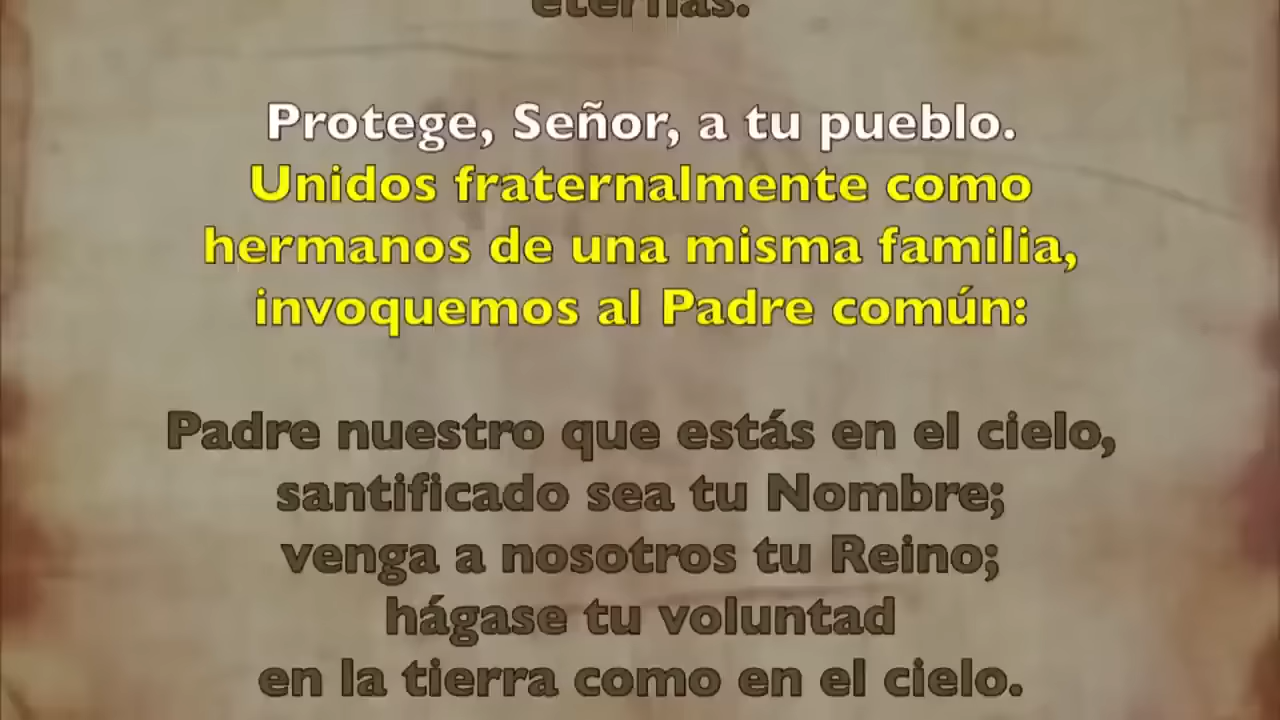 eternas.
Protege, Señor, a tu pueblo.
Unidos fraternalmente como
hermanos de una misma familia,
invoquemos al Padre común:
Padre nuestro que estás en el cielo,
santificado sea tu Nombre;
venga a nosotros tu Reino;
hágase tu voluntad
en la tierra como en el cielo.